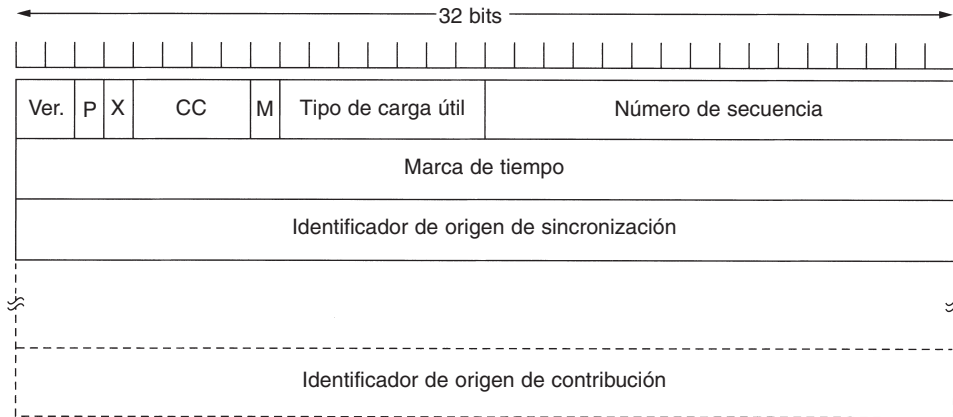 32 bits
Ver. P X CC M Tipo de carga útil Número de secuencia
Marca de tiempo
Identificador de origen de sincronización
Identificador de origen de contribución